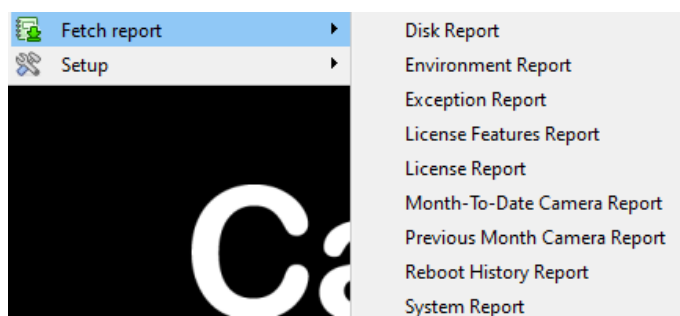 Fetch report
Setup
Disk Report
Environment Report
Exception Report
License Features Report
License Report
Month-To-Date Camera Report
Previous Month Camera Report
Reboot History Report
System Report
Ca